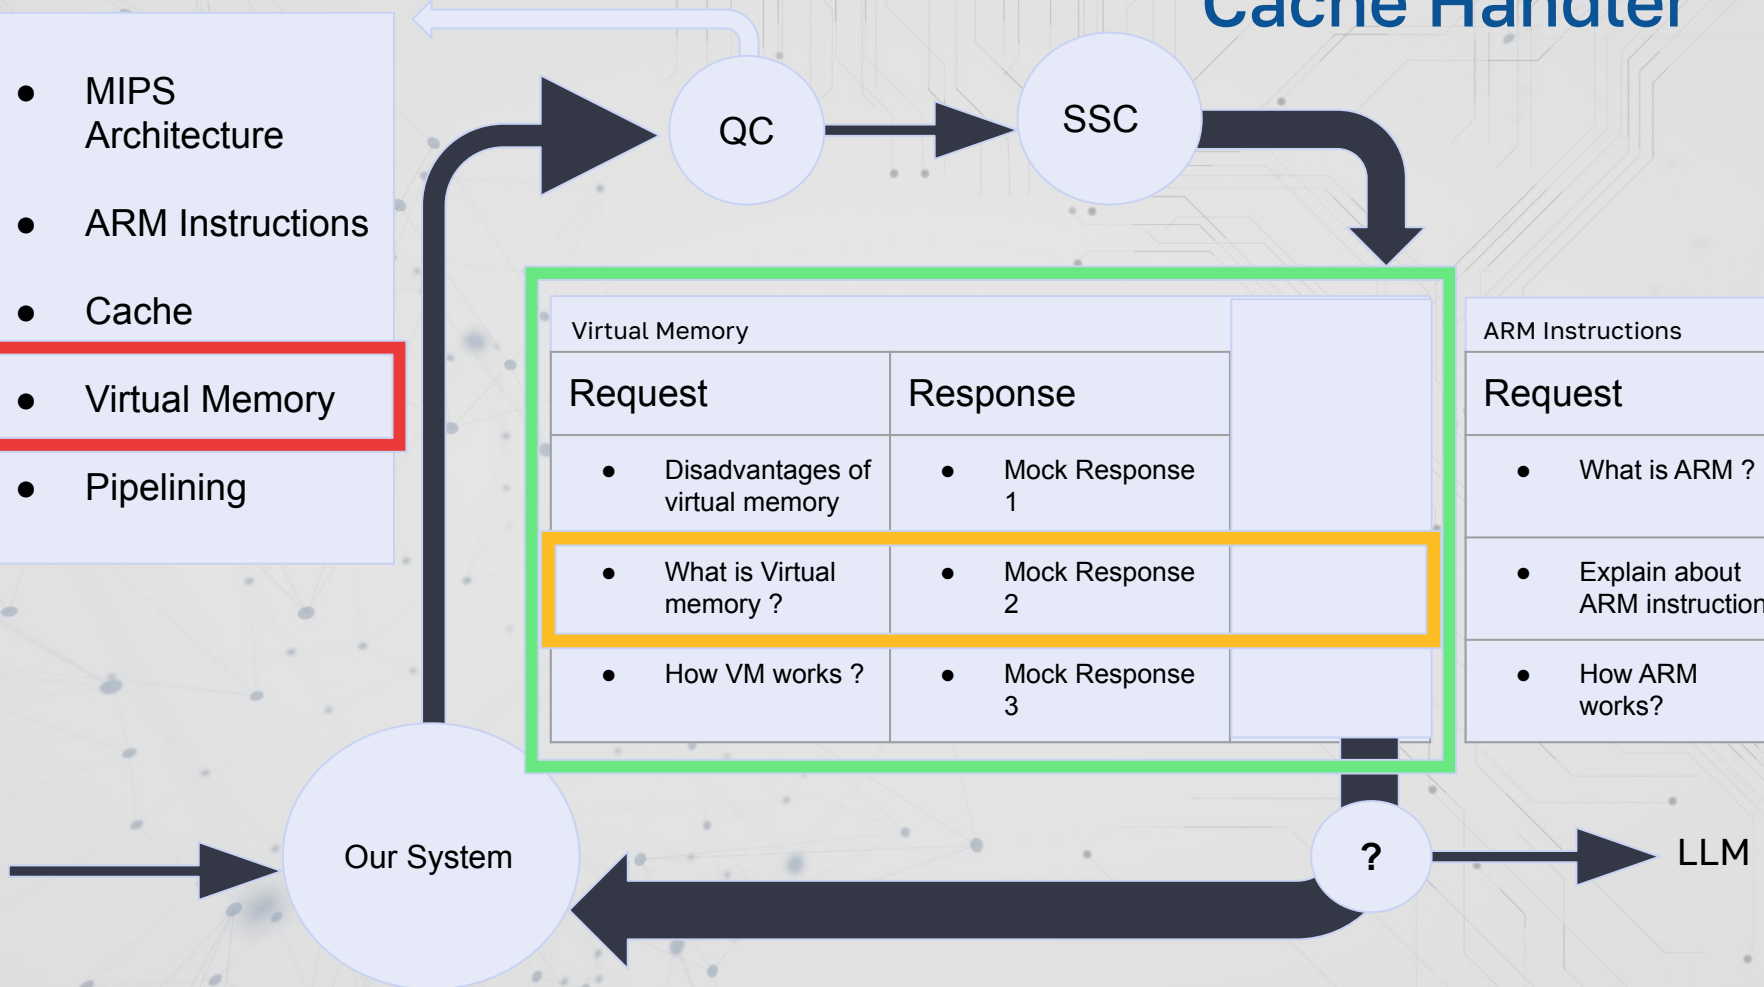 Cache Handler
● MIPS
Architecture
● ARM Instructions
● Cache
● Virtual Memory
● Pipelining
QC
SSC
Virtual Memory
Request Response
● Disadvantages of
virtual memory
● Mock Response
1
● What is Virtual
memory ?
● Mock Response
2
● How VM works ?
● Mock Response
3
ARM Instructions
Request
● What is ARM ?
● Explain about
ARM instruction
● How ARM
works?
Our System
?
LLM